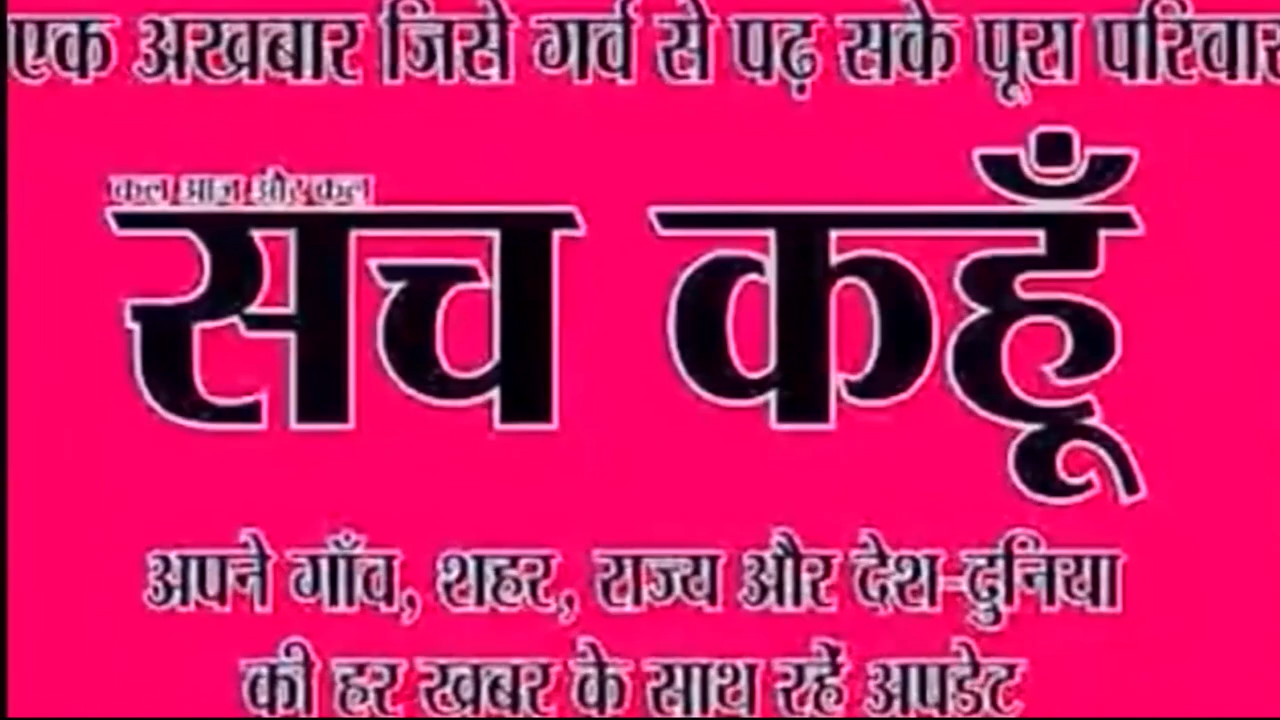 एक अखबार जिसे गर्व से पढ़ सके पूरा परिवार
कल आज और कल
सच कहूँ
अपने गाँव, शहर, राज्य और देश-दुनिया
की हर खबर के साथ रहें अपडेट